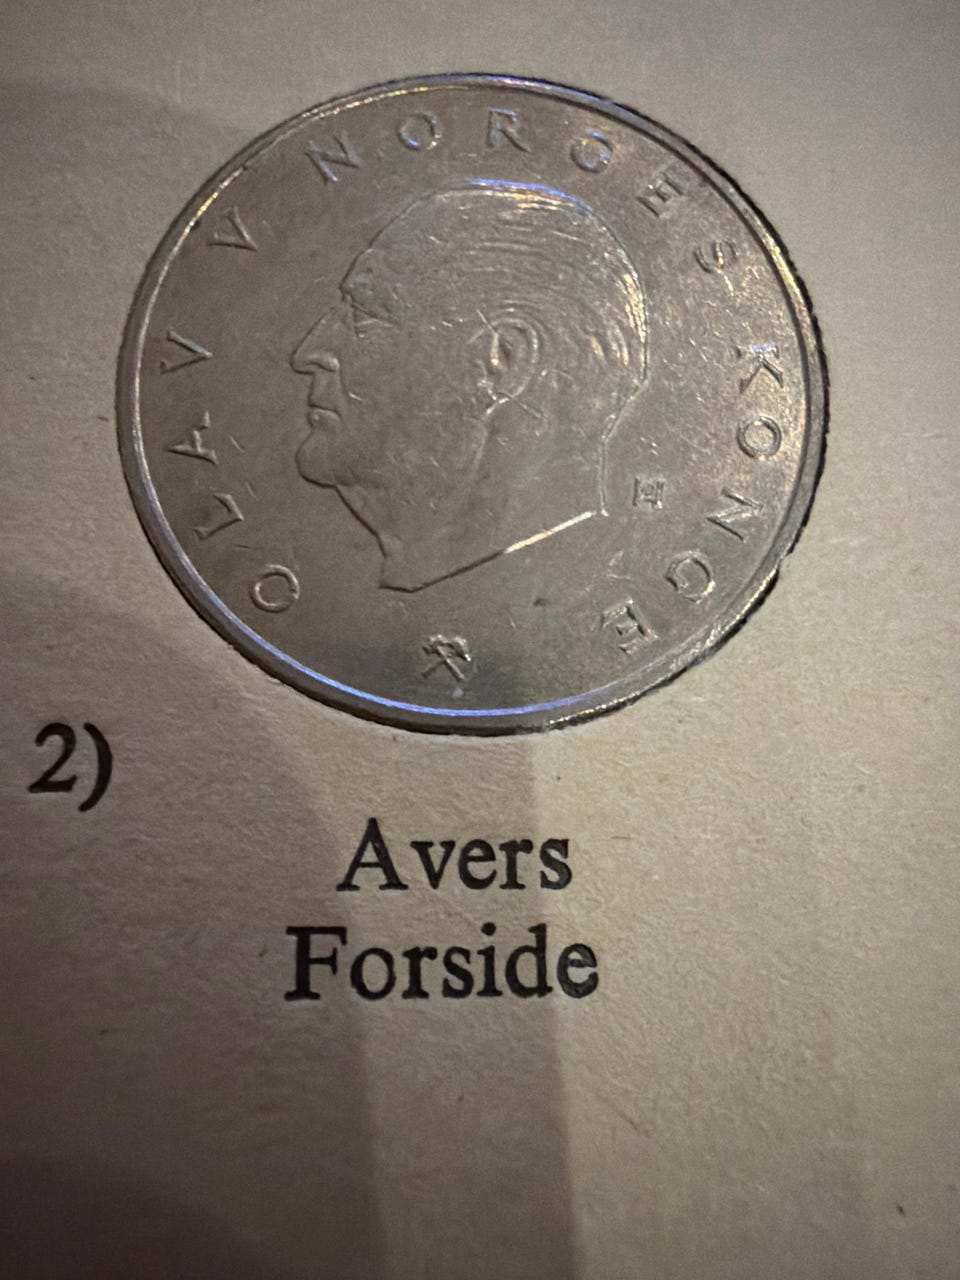 OLAV V NORGES KONGE
E
2)
Avers
Forside